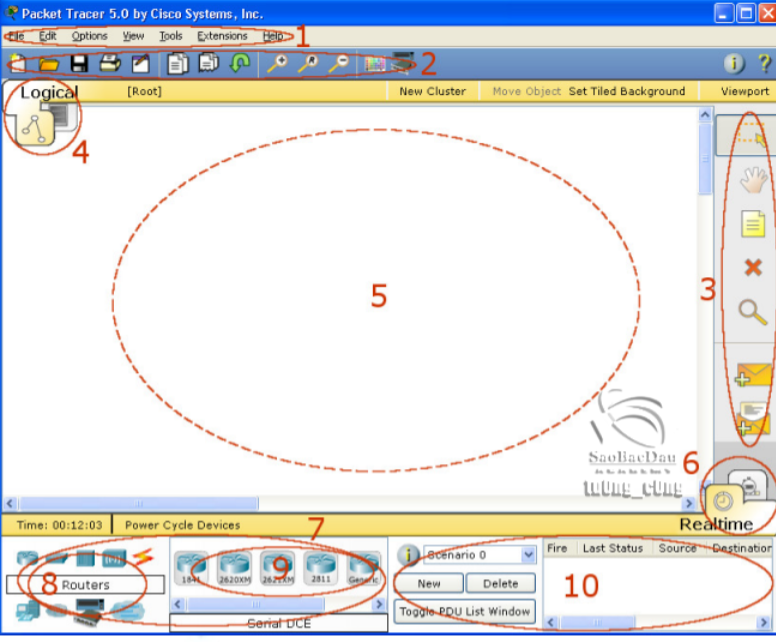 Packet Tracer 5.0 by Cisco Systems, Inc.
File Edit Options View Tools Extensions Help 1
2
Logical [Root] New Cluster Move Object Set Tiled Background Viewport
4
3
5
SaoBacDau
6
7
Time: 00:12:03 Power Cycle Devices Realtime
8 Routers
1841 2620XM 2621XM 2811 Generic
9
Serial DCE
Scenario 0
New Delete
Toggle PDU List Window
Fire Last Status Source Destination
10